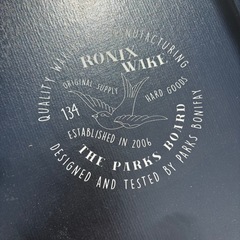 QUALITY WAKE MANUFACTURING
RONIX
WAKE
ORIGINAL SUPPLY
HARD GOODS
134
ESTABLISHED IN 2006
THE PARKS BOARD
DESIGNED AND TESTED BY PARKS BONIFAY